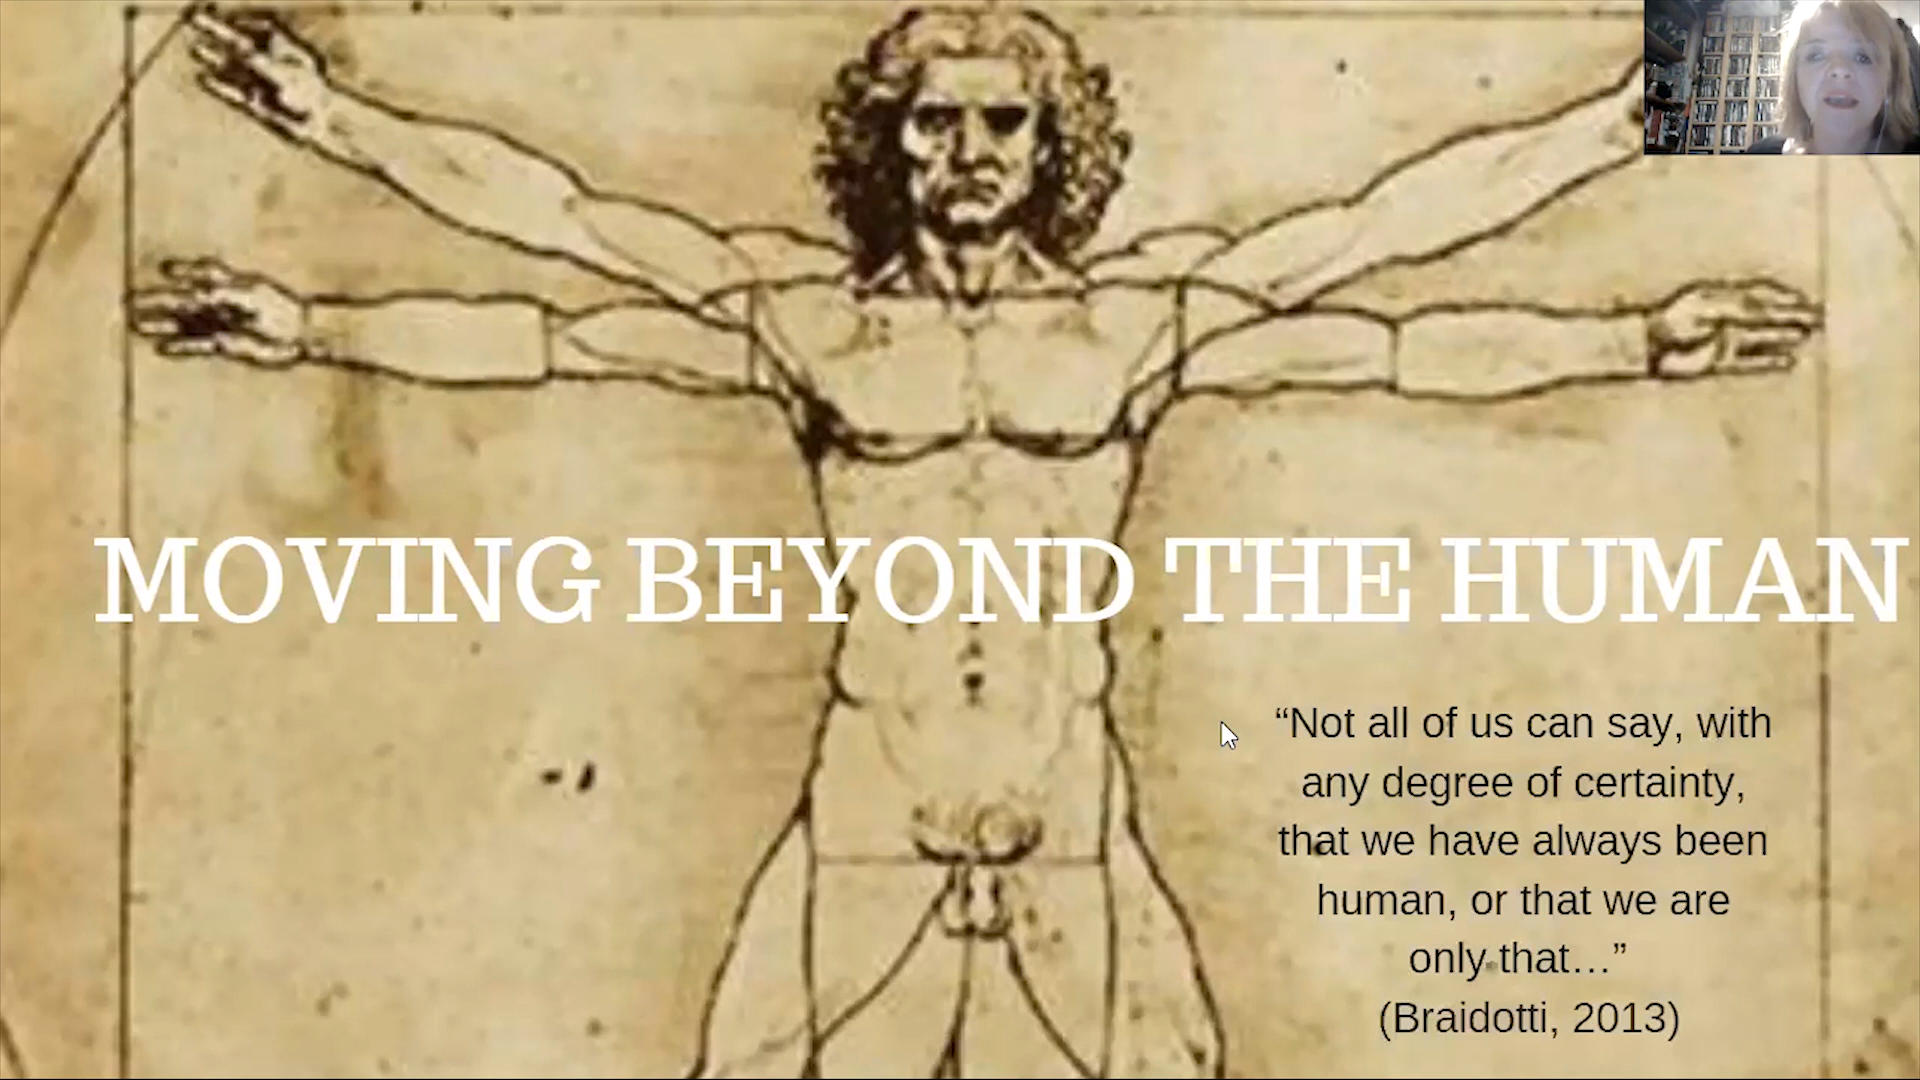 MOVING BEYOND THE HUMAN
“Not all of us can say, with
any degree of certainty,
that we have always been
human, or that we are
only that…”
(Braidotti, 2013)